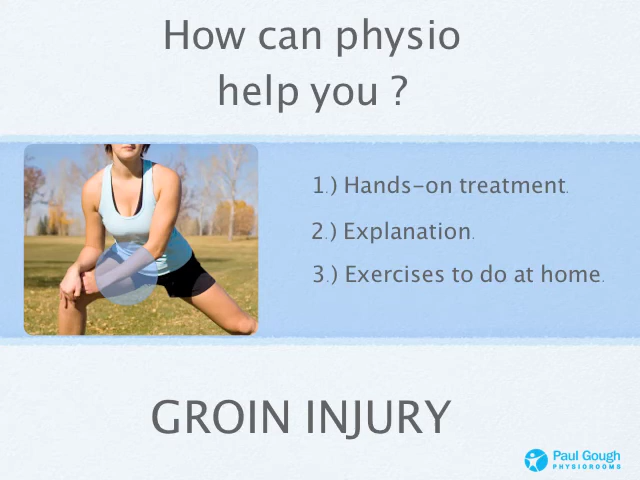 How can physio
help you ?
1.) Hands-on treatment.
2.) Explanation.
3.) Exercises to do at home.
GROIN INJURY
Paul Gough
PHYSIOROOMS